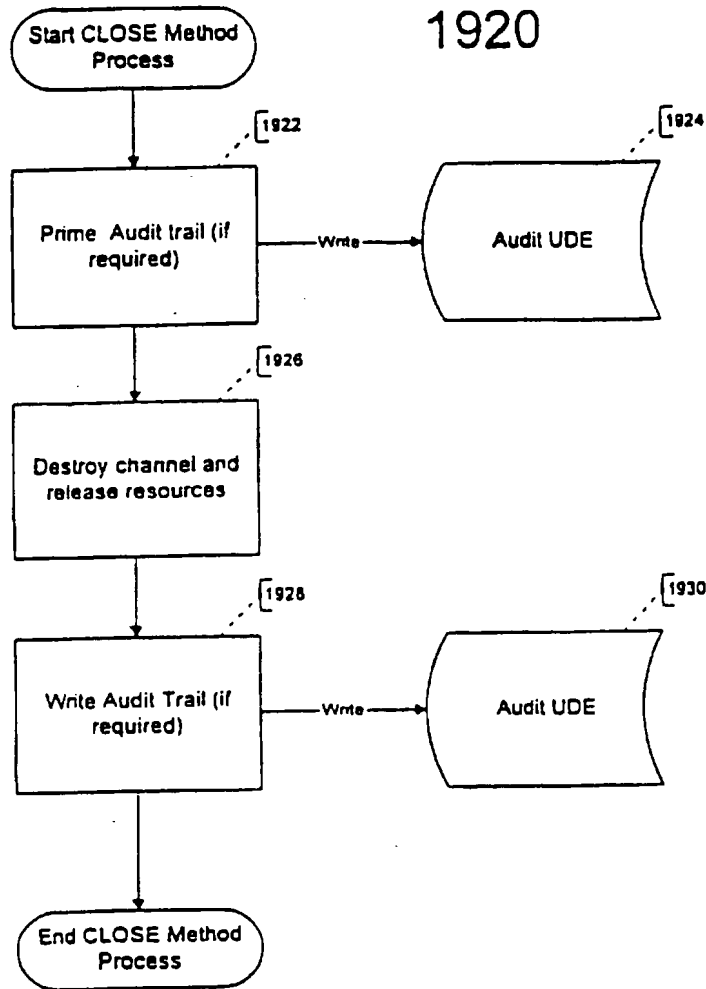 Start CLOSE Method
Process
1920
1922
1924
Prime Audit trail (if
required)
Write
Audit UDE
1926
Destroy channel and
release resources
1928
1930
Write Audit Trail (if
required)
Write
Audit UDE
End CLOSE Method
Process